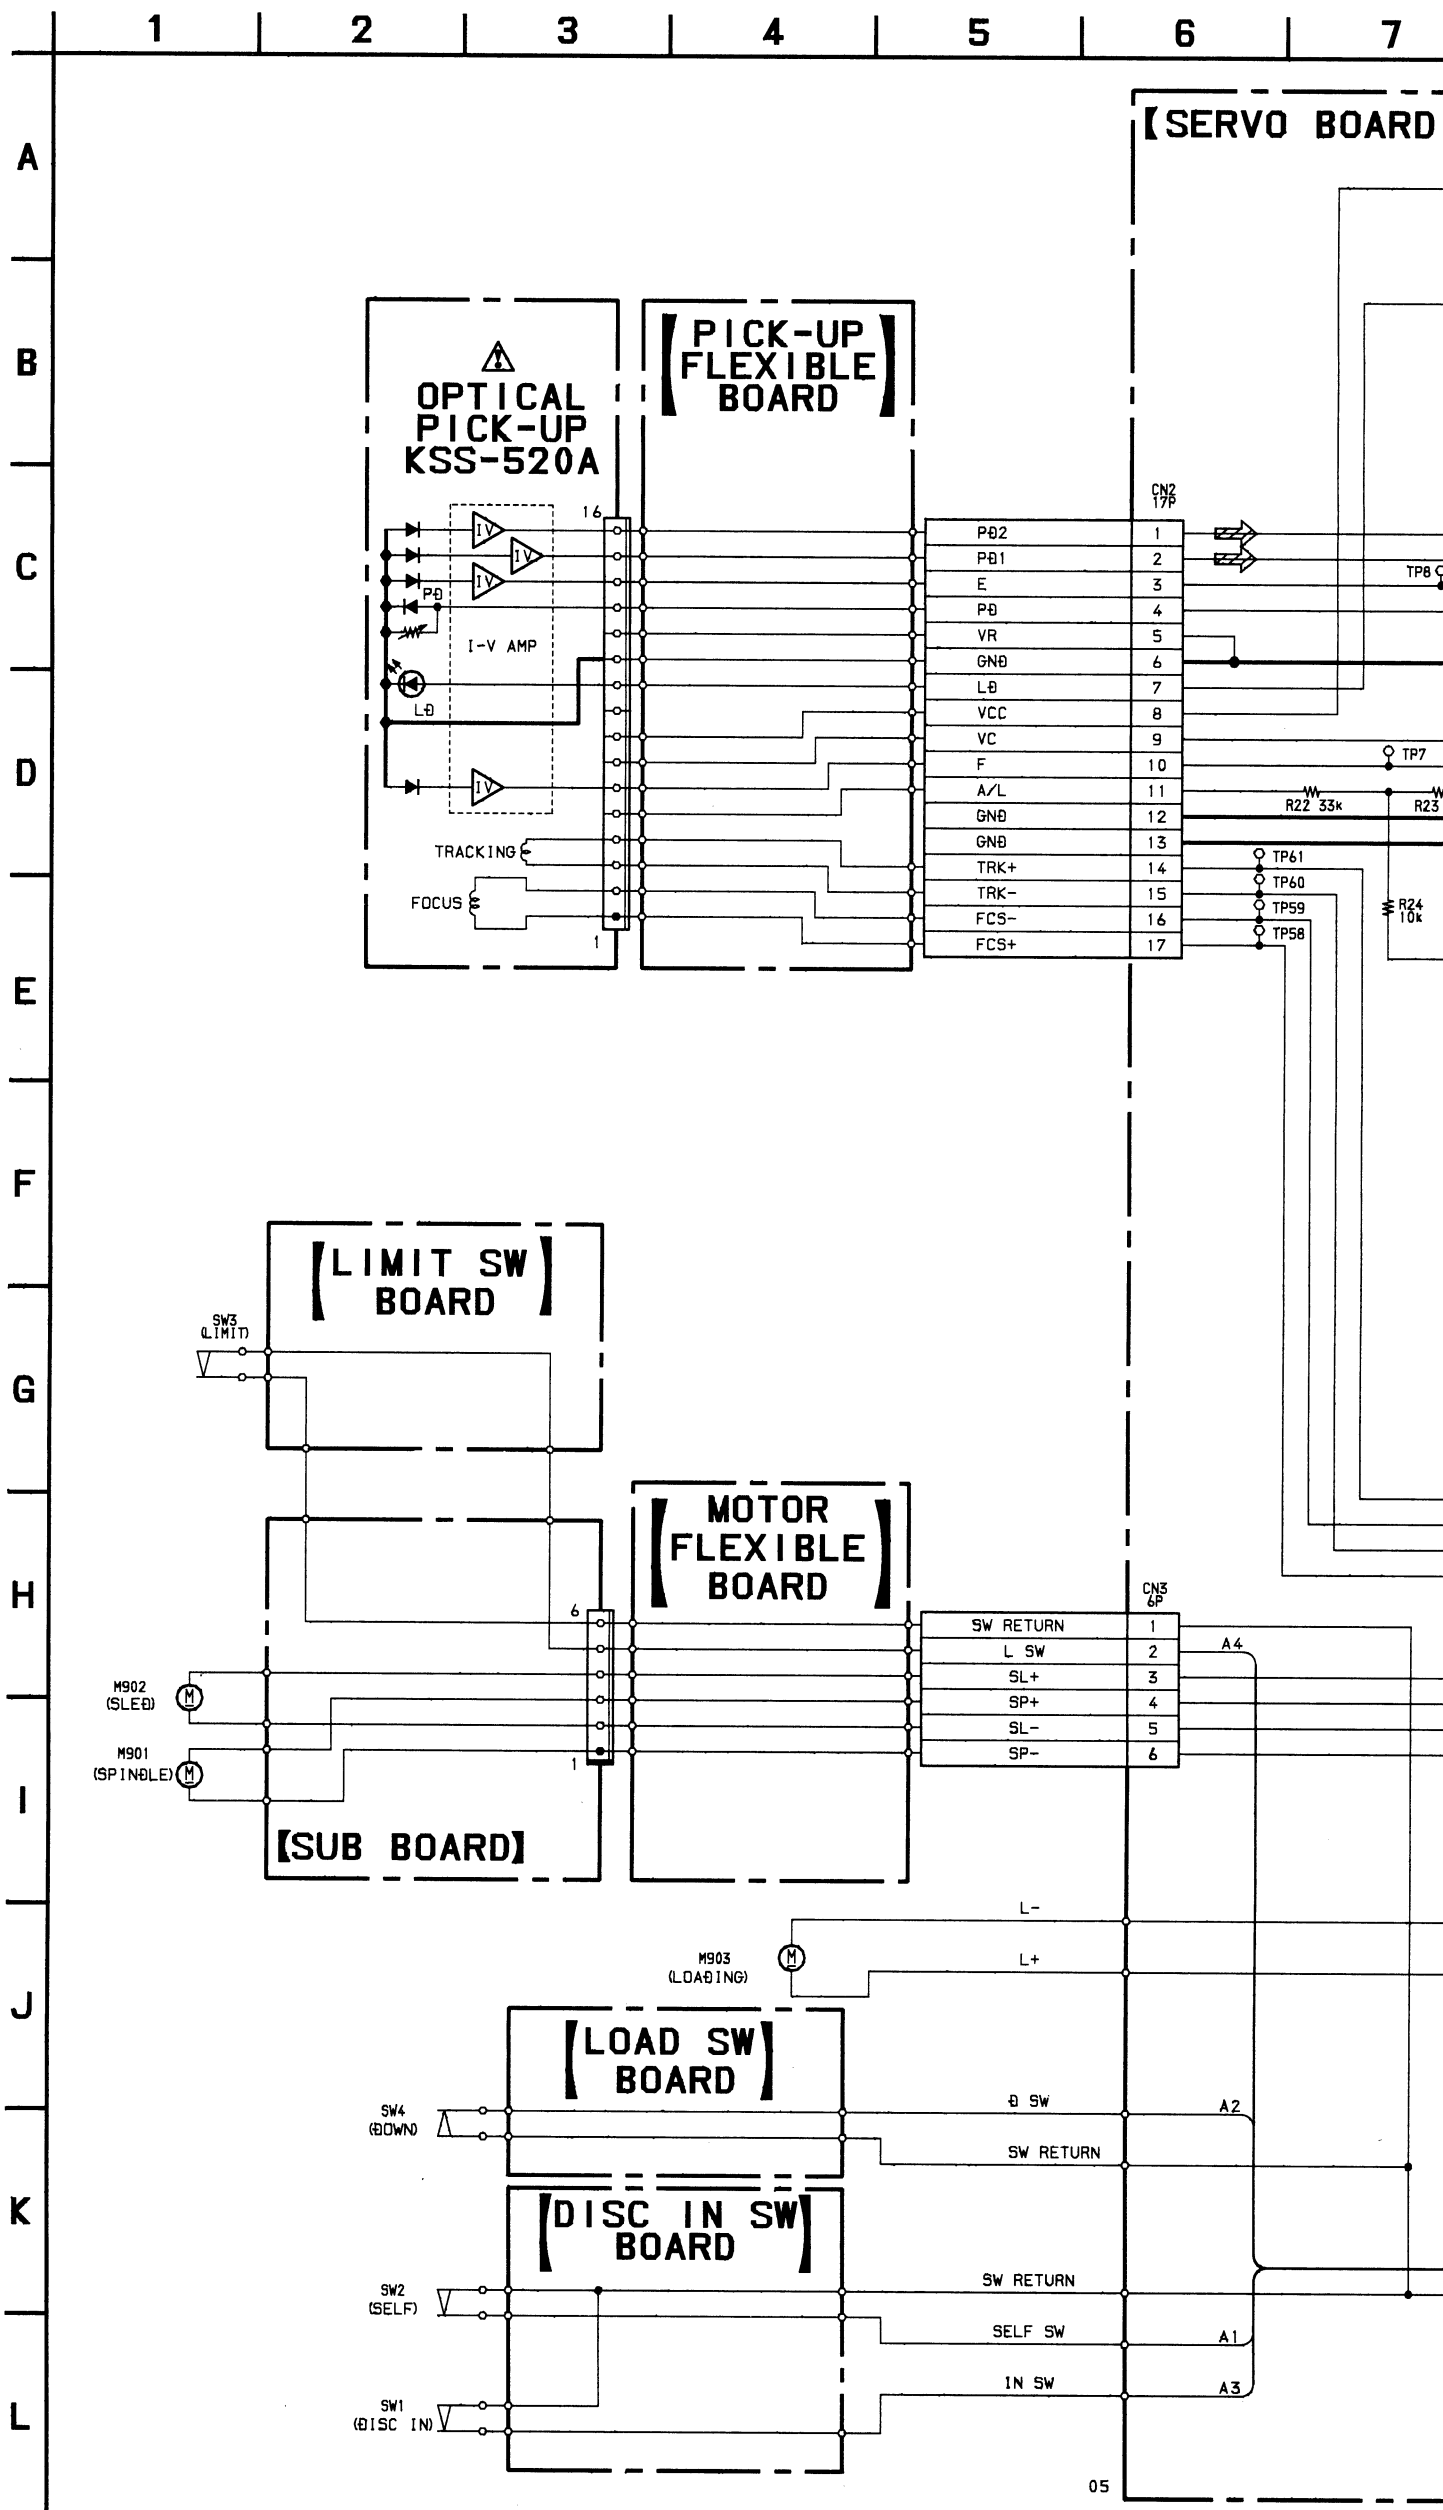 1 2 3 4 5 6 7
A
【SERVO BOARD
B
OPTICAL
PICK-UP
KSS-520A
【PICK-UP
FLEXIBLE
BOARD】
C
16
CN2
17P
IV
IV
IV
PD
I-V AMP
LD
IV
PD2 1
PD1 2
E 3
TP8
PD 4
VR 5
GND 6
LD 7
VCC 8
VC 9
D
F 10
TP7
A/L 11
R22 33k
R23
GND 12
GND 13
TRACKING
TRK+ 14
TP61
TRK- 15
TP60
FOCUS
FCS- 16
TP59
R24
10k
FCS+ 17
TP58
1
E
F
【LIMIT SW
BOARD】
SW3
(LIMIT)
G
【MOTOR
FLEXIBLE
BOARD】
H
CN3
6P
6
SW RETURN 1
L SW 2
A4
SL+ 3
M902
(SLED)
SP+ 4
SL- 5
M
M901
(SPINDLE)
SP- 6
M
1
I
【SUB BOARD】
L-
M903
(LOADING)
M
L+
J
【LOAD SW
BOARD】
SW4
(DOWN)
D SW
A2
SW RETURN
K
【DISC IN SW
BOARD】
SW2
(SELF)
SW RETURN
SELF SW
A1
IN SW
A3
SW1
(DISC IN)
L
05